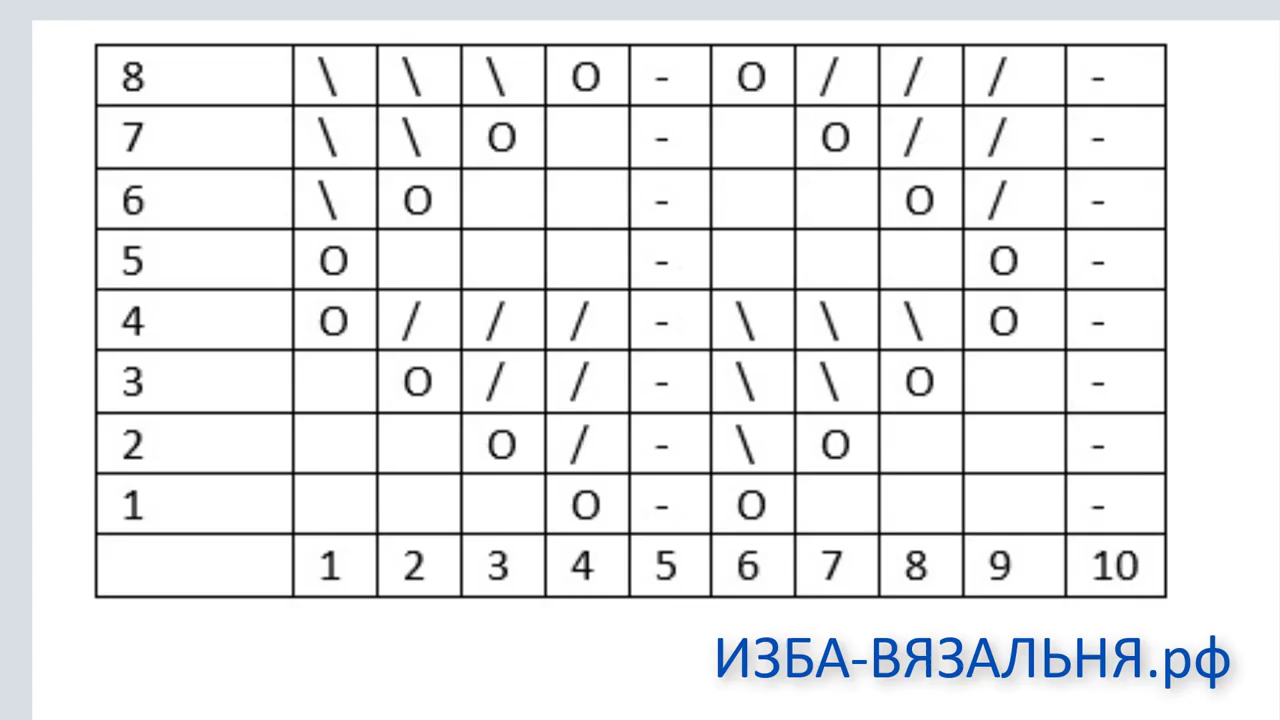 8 \ \ \ O - O / / / -
7 \ \ O - O / / -
6 \ O - O / -
5 O - O -
4 O / / / - \ \ \ O -
3 O / / - \ \ O -
2 O / - \ O -
1 O - O -
1 2 3 4 5 6 7 8 9 10
ИЗБА-ВЯЗАЛЬНЯ.рф